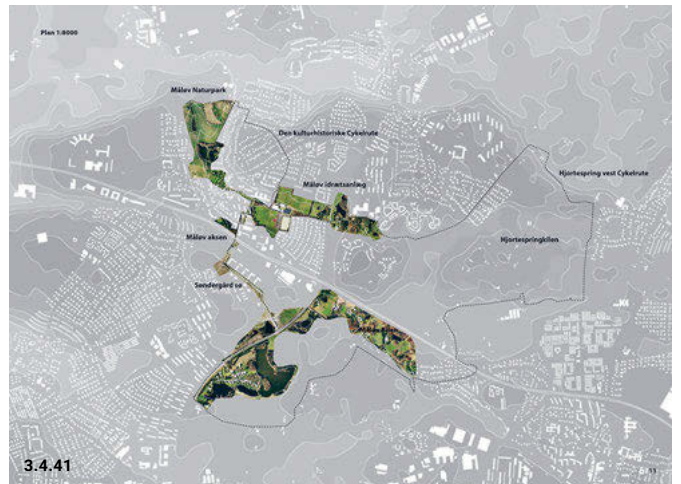 Plan 1:8000
Måløv Naturpark
Den kulturhistoriske Cykelrute
Hjortespring vest Cykelrute
Måløv idrætsanlæg
Måløv aksen
Hjortespringkilen
Søndergård sø
3.4.41
11